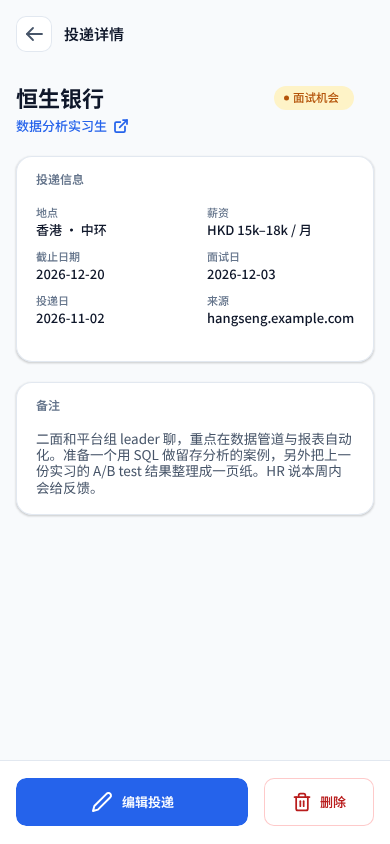 投递详情
恒生银行
面试机会
数据分析实习生
投递信息
地点
薪资
香港 · 中环
HKD 15k–18k / 月
截止日期
面试日
2026-12-20
2026-12-03
投递日
来源
2026-11-02
hangseng.example.com
备注
二面和平台组 leader 聊，重点在数据管道与报表自动
化。准备一个用 SQL 做留存分析的案例，另外把上一
份实习的 A/B test 结果整理成一页纸。HR 说本周内
会给反馈。
编辑投递
删除